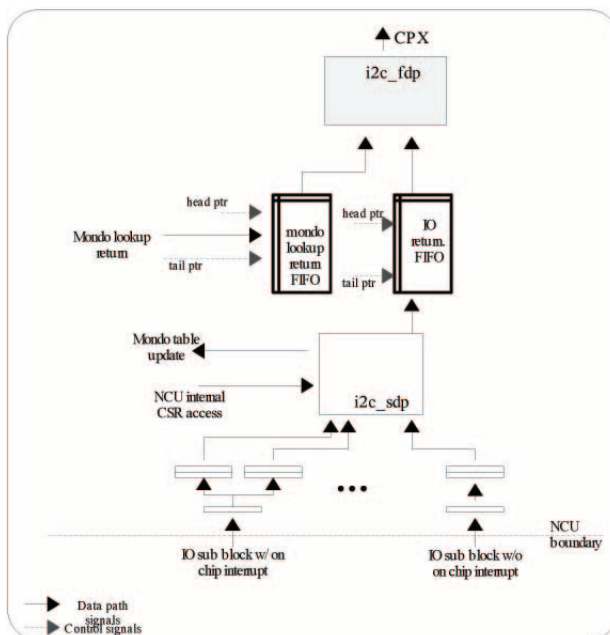 CPX
i2c_fdp
head ptr
Mondo lookup
return
tail ptr
mondo
lookup
return
FIFO
head ptr
tail ptr
IO
return.
FIFO
Mondo table
update
NCU internal
CSR access
i2c_sdp
NCU
boundary
IO sub block w/ on
chip interrupt
IO sub block w/o
on chip interrupt
Data path
signals
Control signals